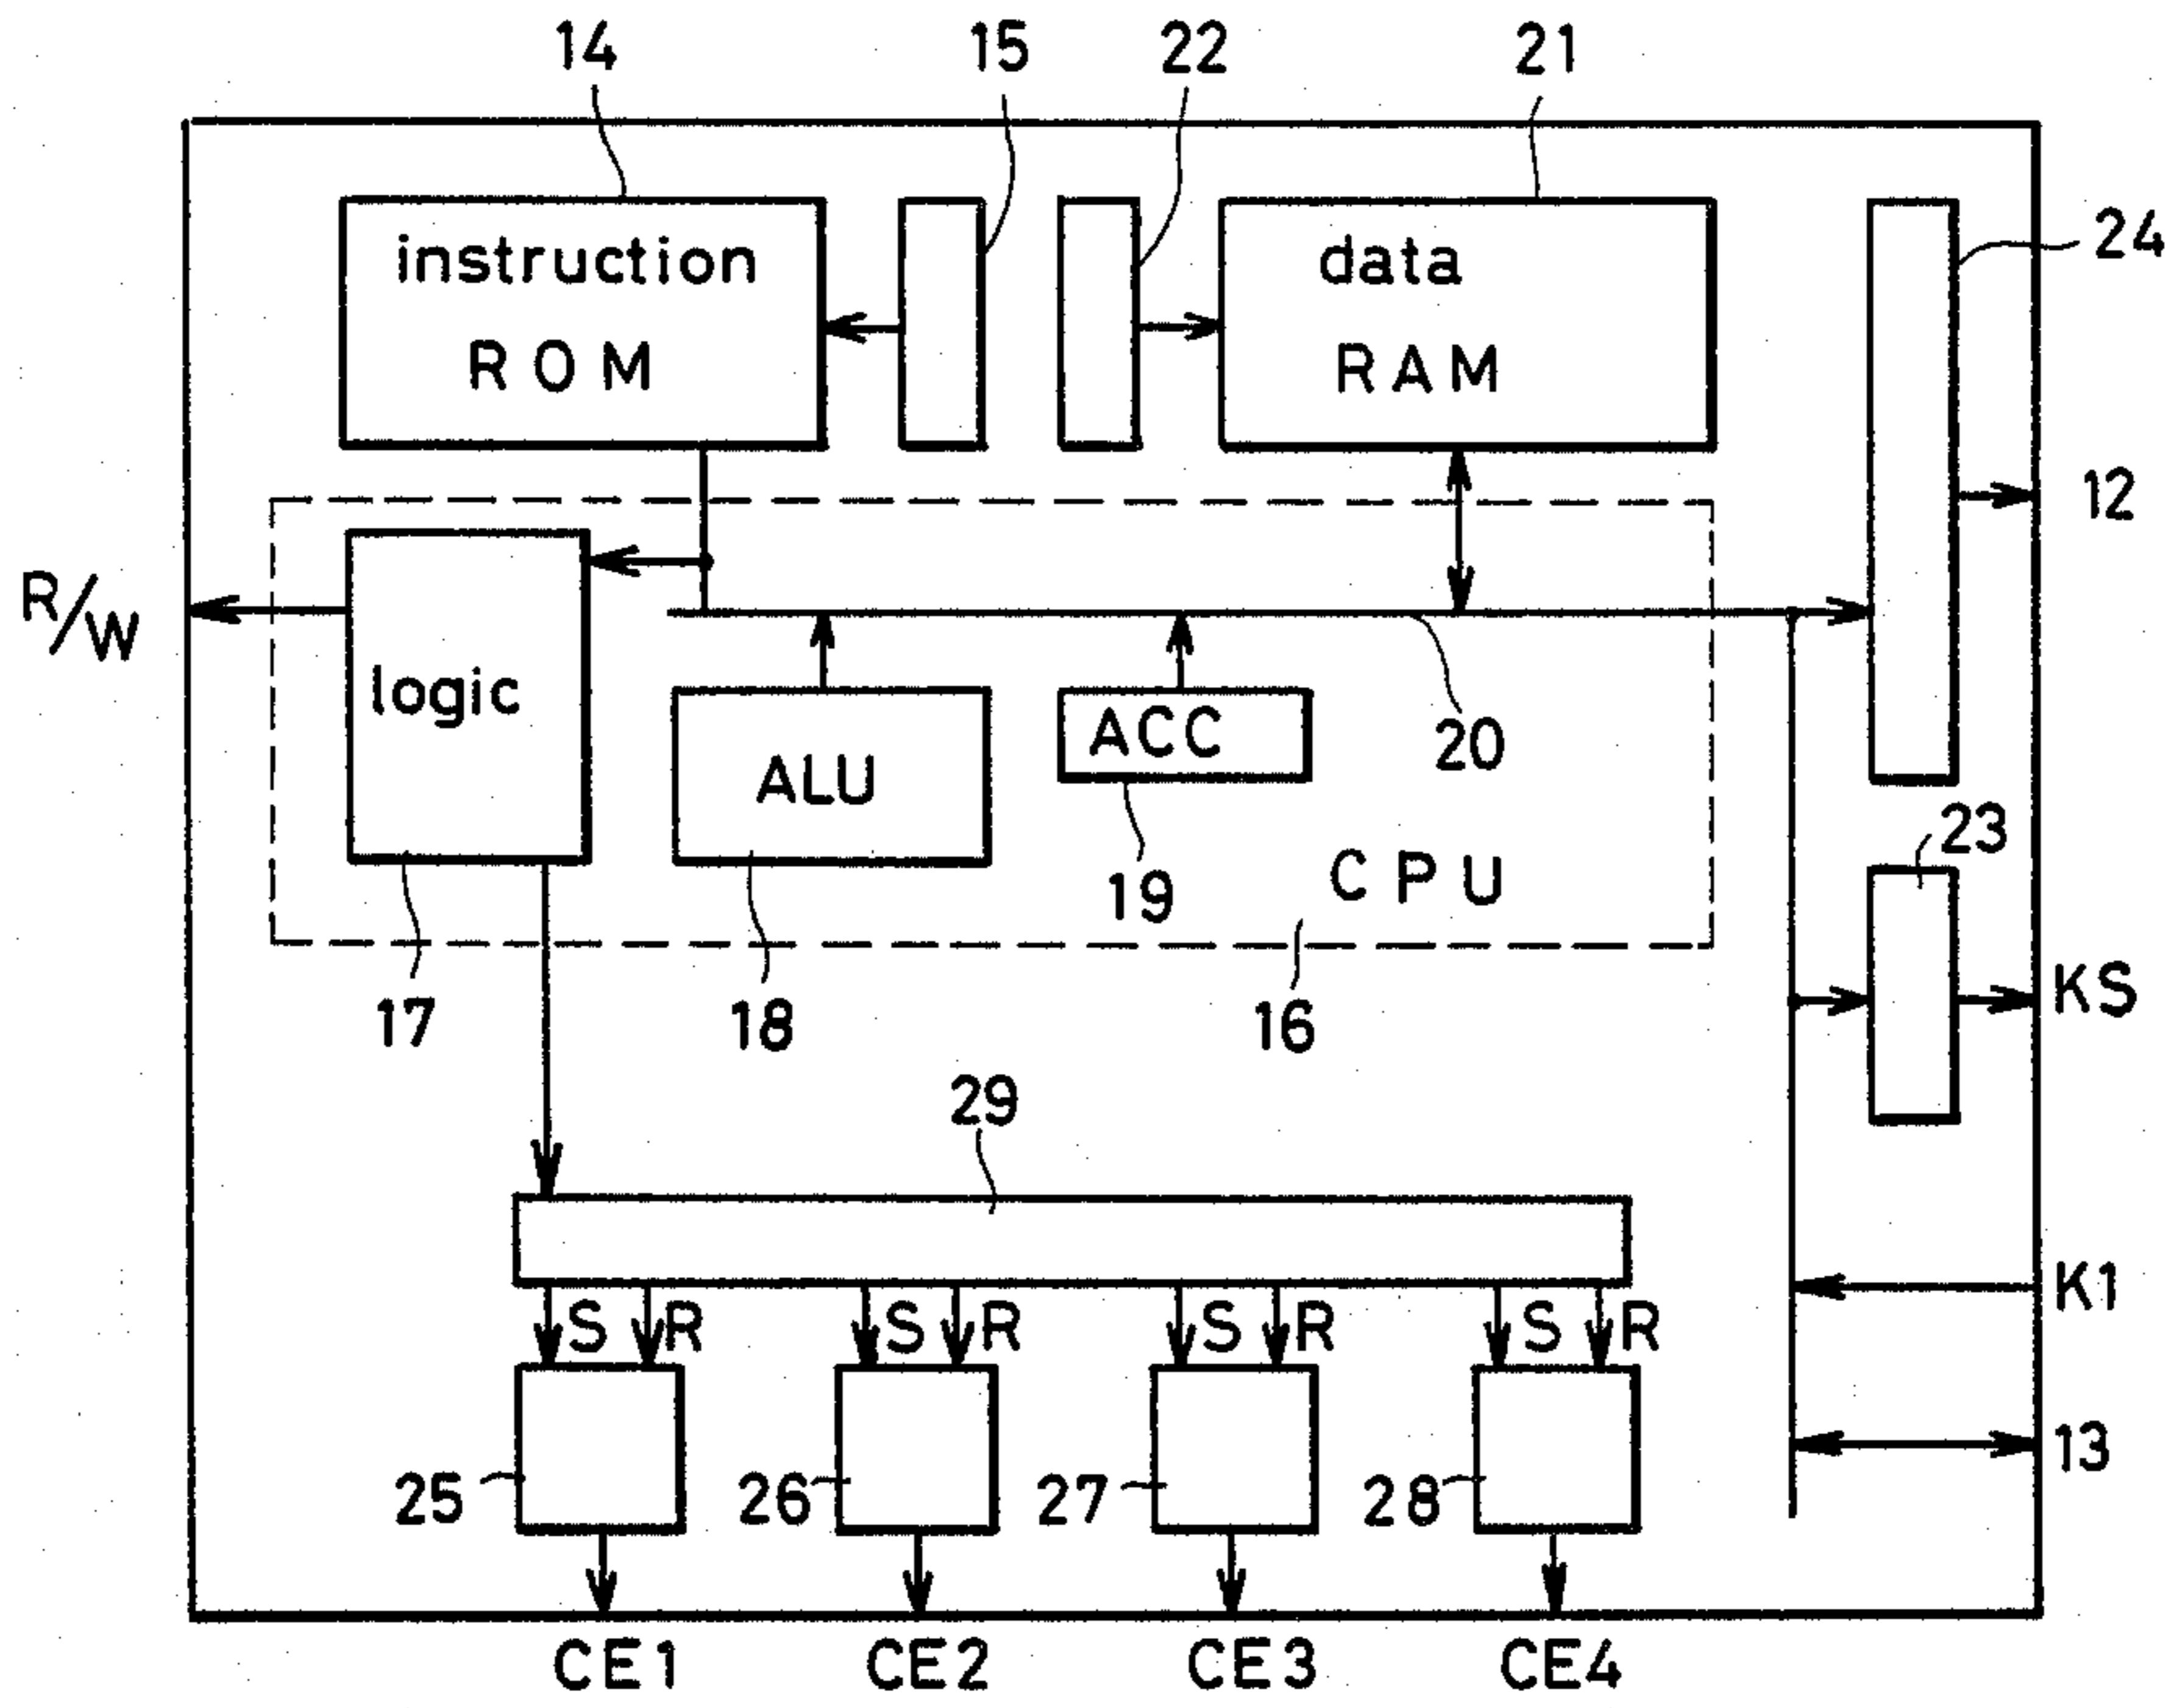 14
15
22
21
instruction
ROM
data
RAM
24
12
R/W
logic
ALU
ACC
20
23
19
CPU
17
18
16
KS
29
K1
S R S R S R S R
13
25
26
27
28
CE1 CE2 CE3 CE4